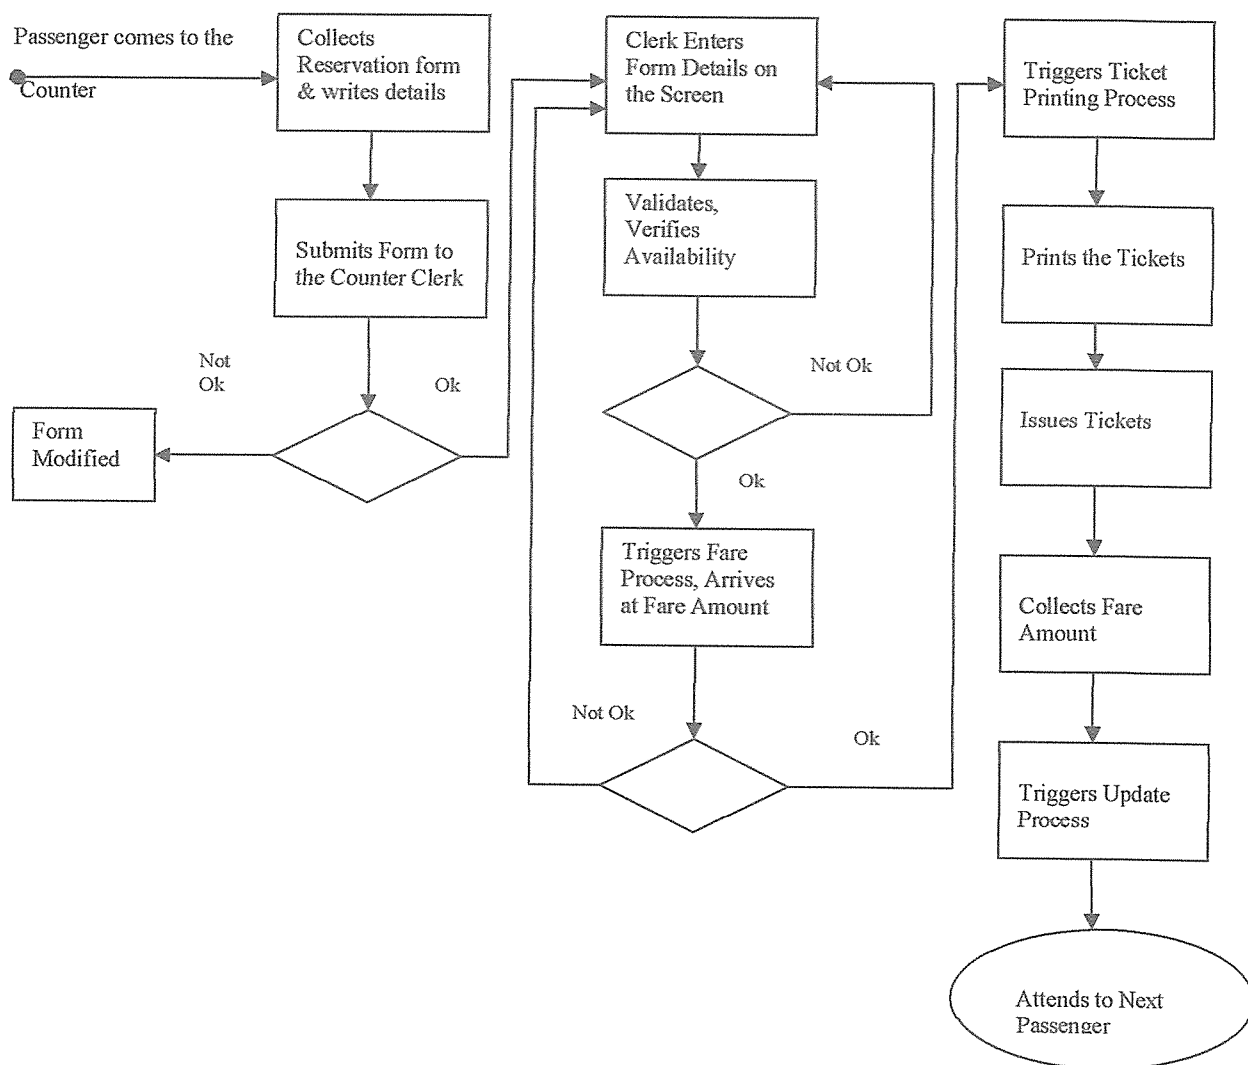 Passenger comes to the
Counter
Collects
Reservation form
& writes details
Submits Form to
the Counter Clerk
Not
Ok
Ok
Form
Modified
Clerk Enters
Form Details on
the Screen
Validates,
Verifies
Availability
Not Ok
Ok
Triggers Fare
Process, Arrives
at Fare Amount
Not Ok
Ok
Triggers Ticket
Printing Process
Prints the Tickets
Issues Tickets
Collects Fare
Amount
Triggers Update
Process
Attends to Next
Passenger